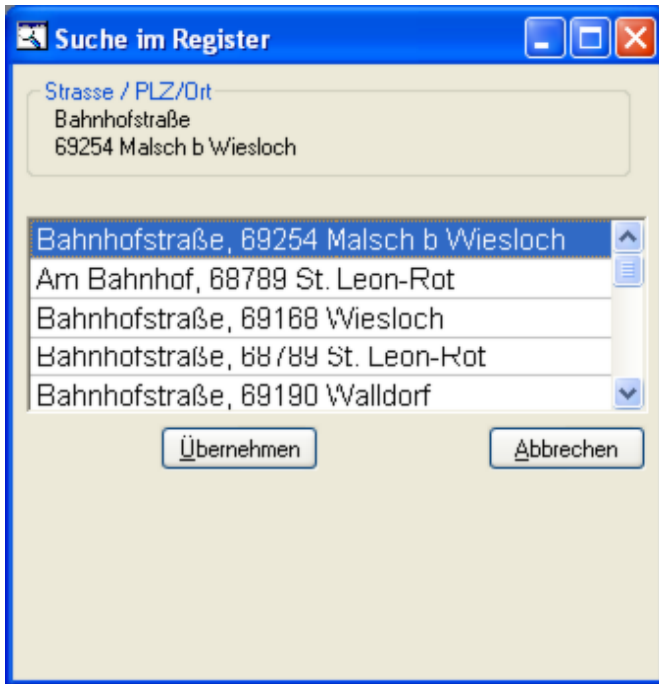 Suche im Register
Strasse / PLZ/Ort
Bahnhofstraße
69254 Malsch b Wiesloch
Bahnhofstraße, 69254 Malsch b Wiesloch
Am Bahnhof, 68789 St. Leon-Rot
Bahnhofstraße, 69168 Wiesloch
Bahnhofstraße, 68789 St. Leon-Rot
Bahnhofstraße, 69190 Walldorf
Übernehmen Abbrechen